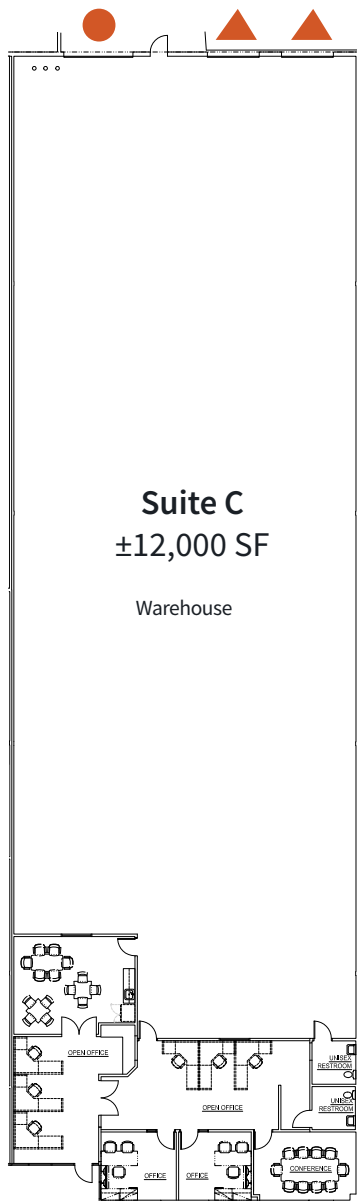 Suite C
±12,000 SF
Warehouse
OPEN OFFICE
UNISEX
RESTROOM
UNISEX
RESTROOM
OPEN OFFICE
OFFICE
OFFICE
CONFERENCE